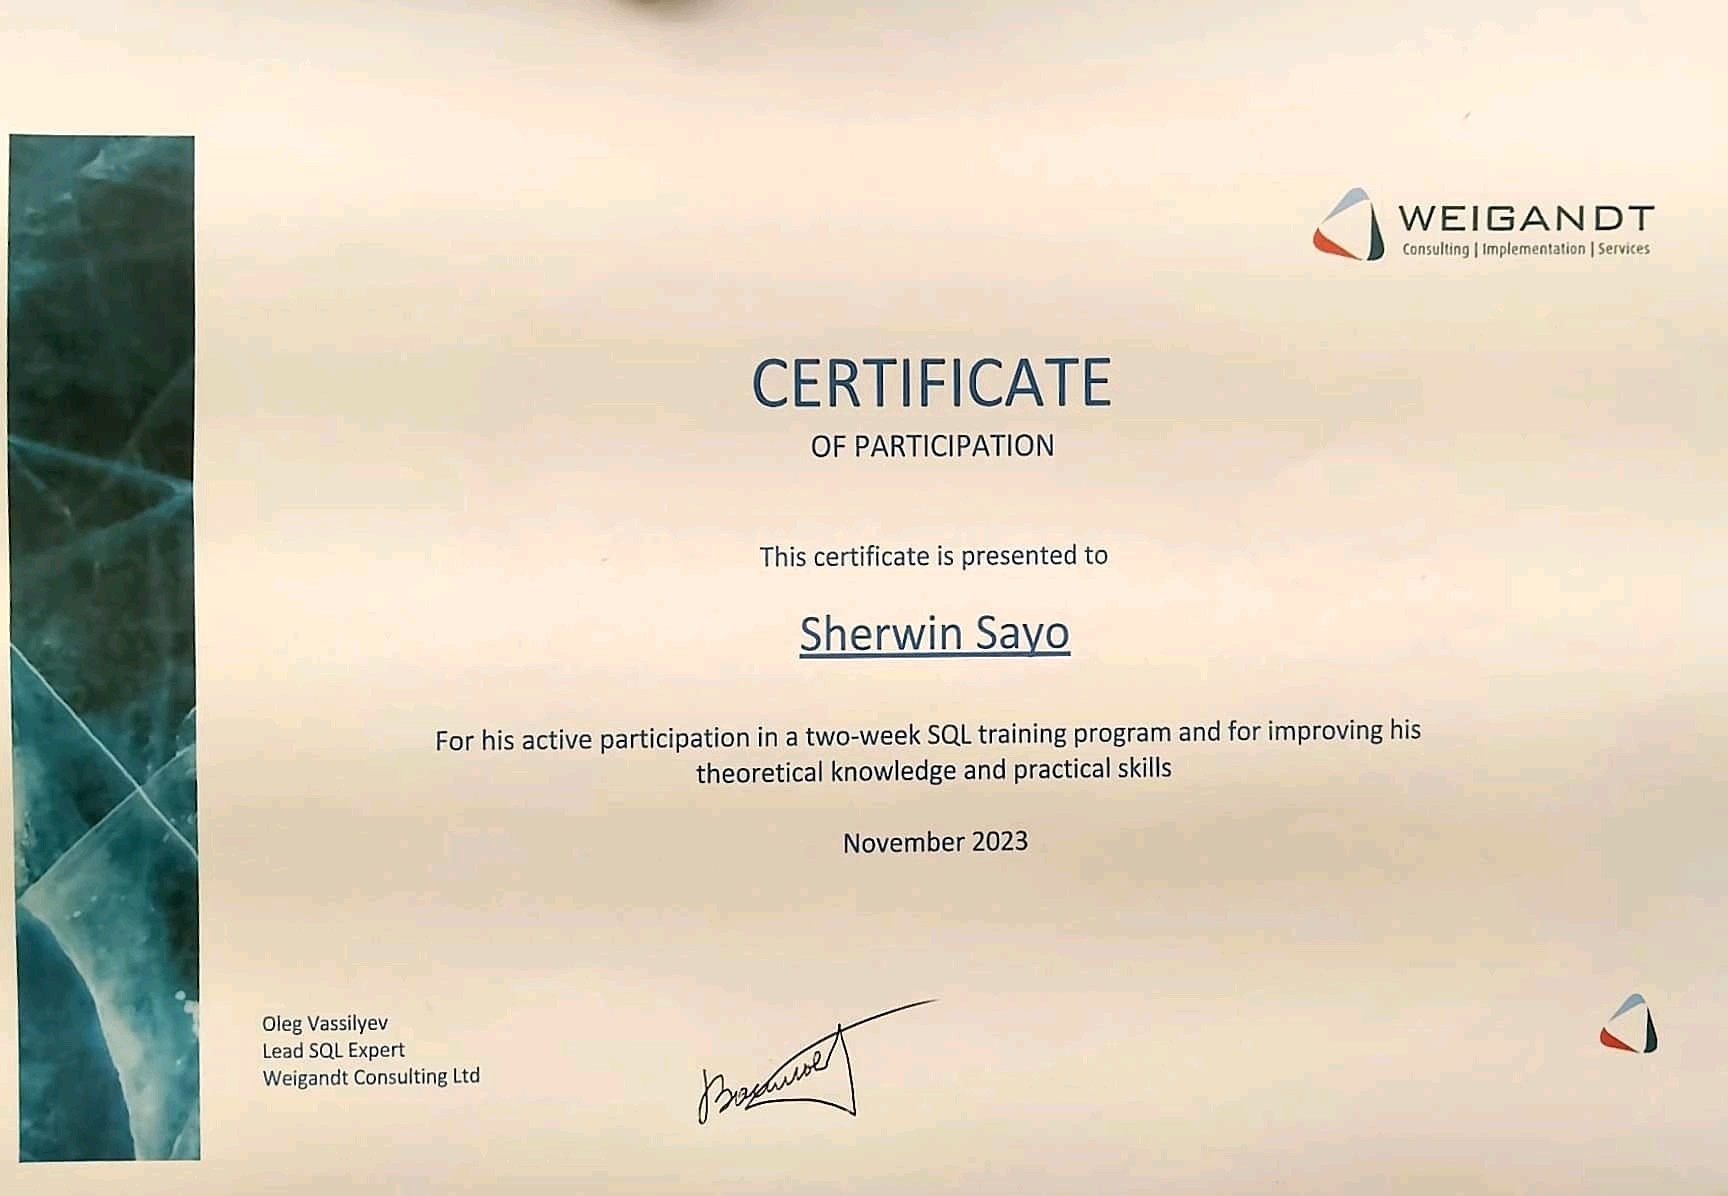 WEIGANDT
Consulting | Implementation | Services
CERTIFICATE
OF PARTICIPATION
This certificate is presented to
Sherwin Sayo
For his active participation in a two-week SQL training program and for improving his
theoretical knowledge and practical skills
November 2023
Oleg Vassilyev
Lead SQL Expert
Weigandt Consulting Ltd